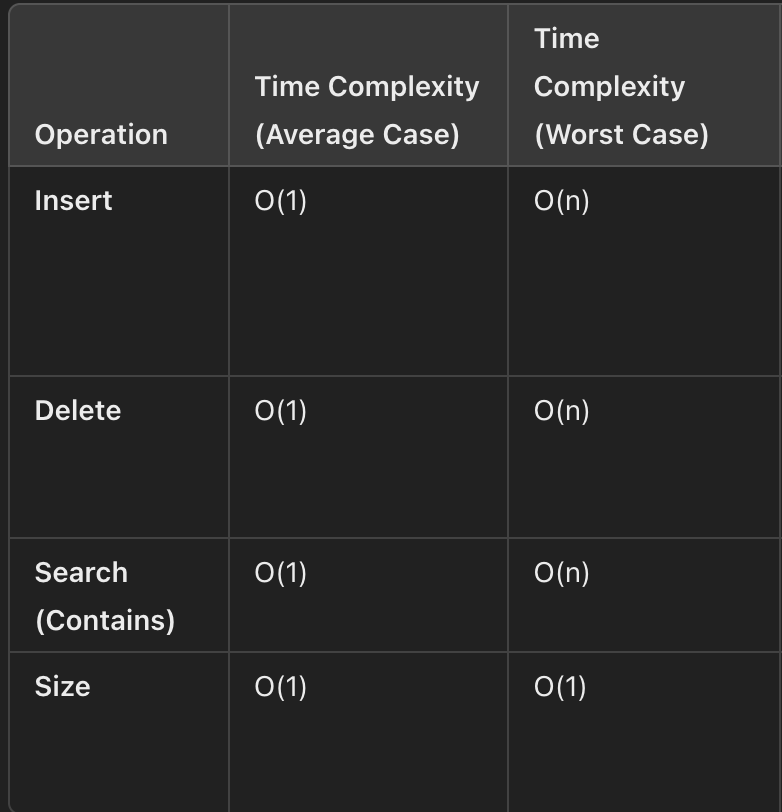 Operation
Time Complexity
(Average Case)
Time
Complexity
(Worst Case)
Insert
O(1)
O(n)
Delete
O(1)
O(n)
Search
(Contains)
O(1)
O(n)
Size
O(1)
O(1)